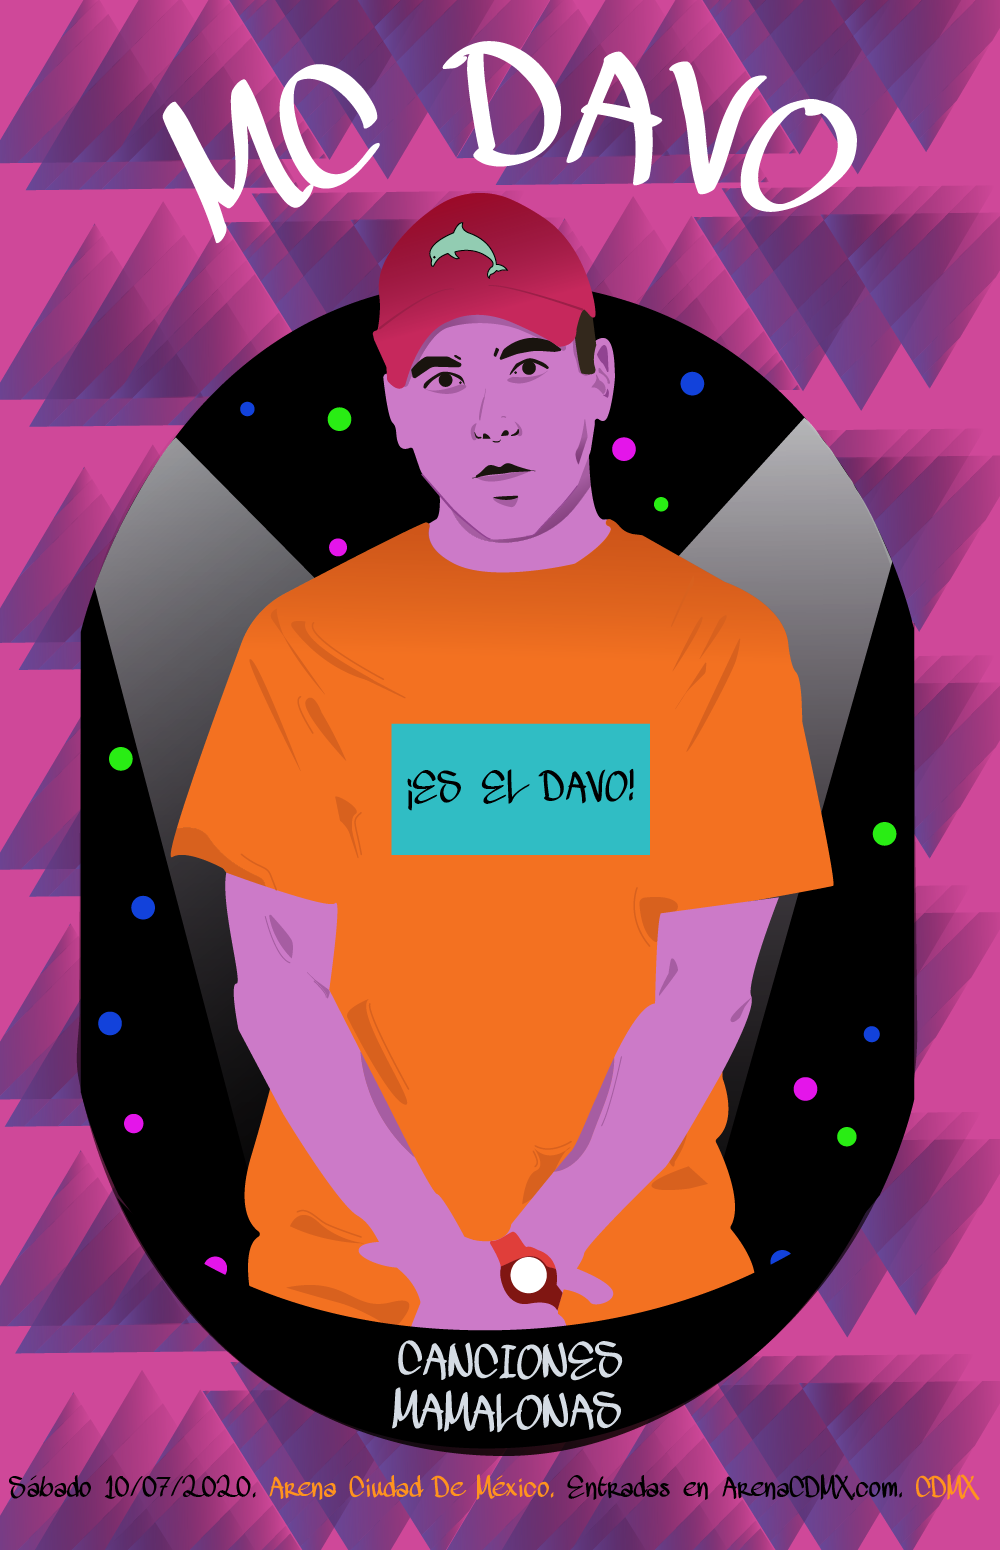 MC DAVO
¡ES EL DAVO!
CANCIONES
MAMALONAS
Sábado 10/07/2020. Arena Ciudad De México. Entradas en ArenaCDMX.com. CDMX